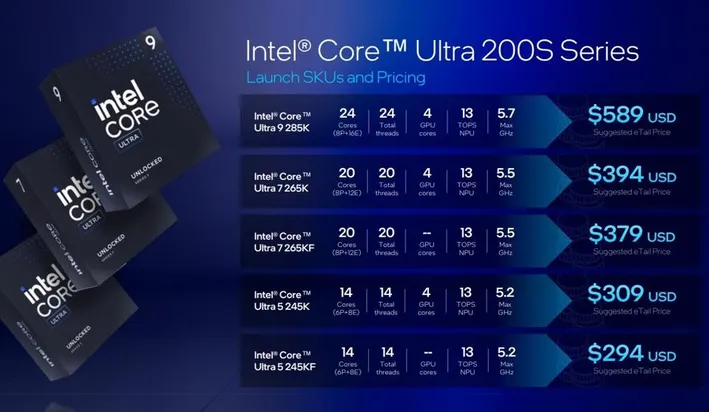 Intel® Core™ Ultra 200S Series
Launch SKUs and Pricing
9
9
intel
CORE
ULTRA
UNLOCKED
intel core
7
intel
CORE
ULTRA
UNLOCKED
intel core
intel
CORE
ULTRA
UNLOCKED
intel core
Intel® Core™
Ultra 9 285K
24 24 4 13 5.7
Cores Total GPU TOPS Max
(8P+16E) threads cores NPU GHz
$589 USD
Suggested eTail Price
Intel® Core™
Ultra 7 265K
20 20 4 13 5.5
Cores Total GPU TOPS Max
(8P+12E) threads cores NPU GHz
$394 USD
Suggested eTail Price
Intel® Core™
Ultra 7 265KF
20 20 -- 13 5.5
Cores Total GPU TOPS Max
(8P+12E) threads cores NPU GHz
$379 USD
Suggested eTail Price
Intel® Core™
Ultra 5 245K
14 14 4 13 5.2
Cores Total GPU TOPS Max
(6P+8E) threads cores NPU GHz
$309 USD
Suggested eTail Price
Intel® Core™
Ultra 5 245KF
14 14 -- 13 5.2
Cores Total GPU TOPS Max
(6P+8E) threads cores NPU GHz
$294 USD
Suggested eTail Price